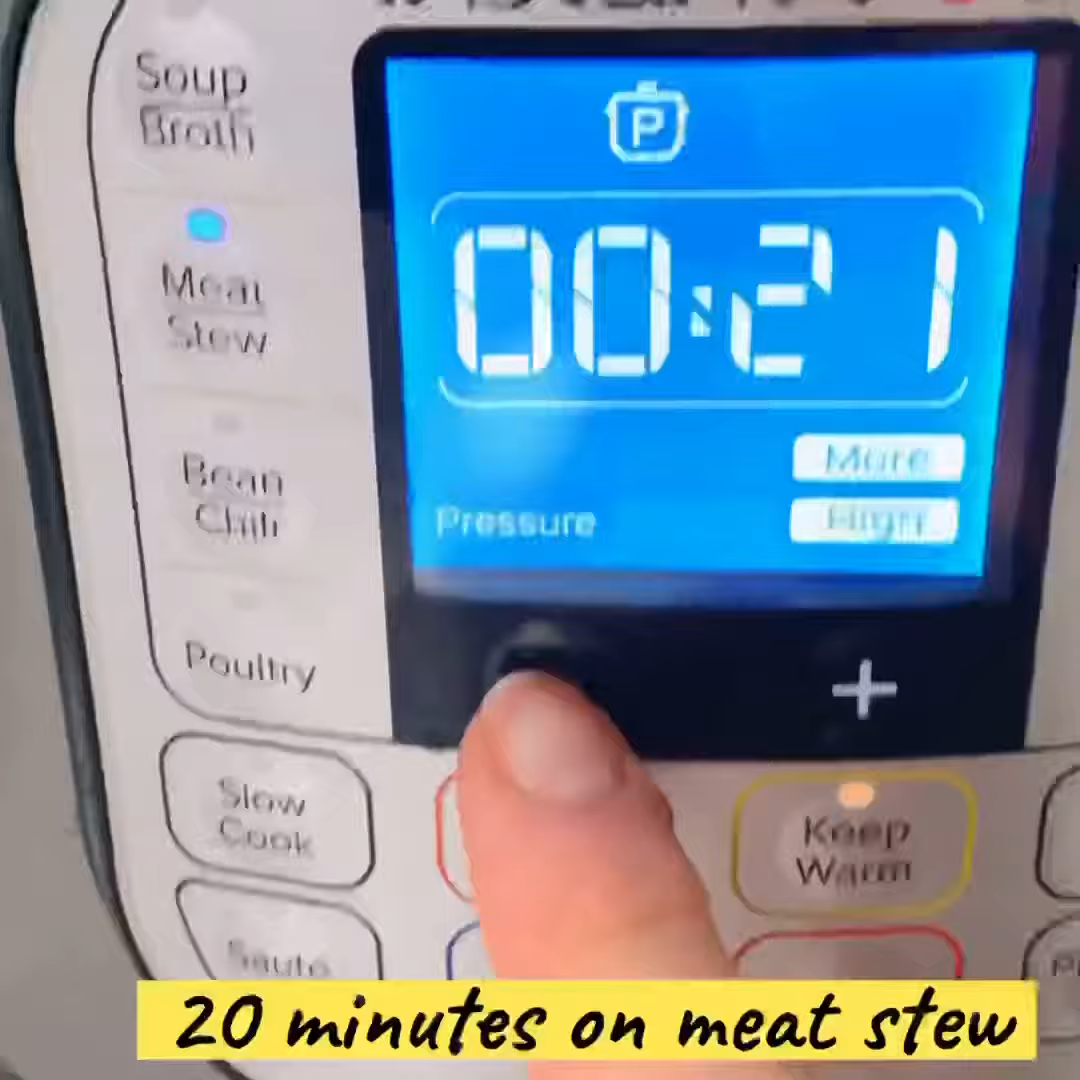 Soup
Broth
Meat
Stew
Bean
Chili
Poultry
P
00:21
More
Pressure
High
+
Slow
Cook
Keep
Warm
Saute
20 minutes on meat stew